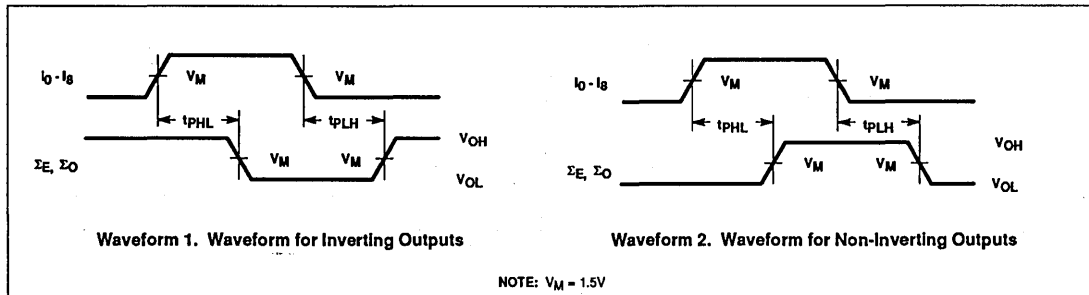 I0 - I8 VM VM
tPHL tPLH
VOH
ΣE, ΣO VM VM
VOL
Waveform 1. Waveform for Inverting Outputs
I0 - I8 VM VM
tPHL tPLH
VOH
ΣE, ΣO VM VM
VOL
Waveform 2. Waveform for Non-Inverting Outputs
NOTE: VM = 1.5V